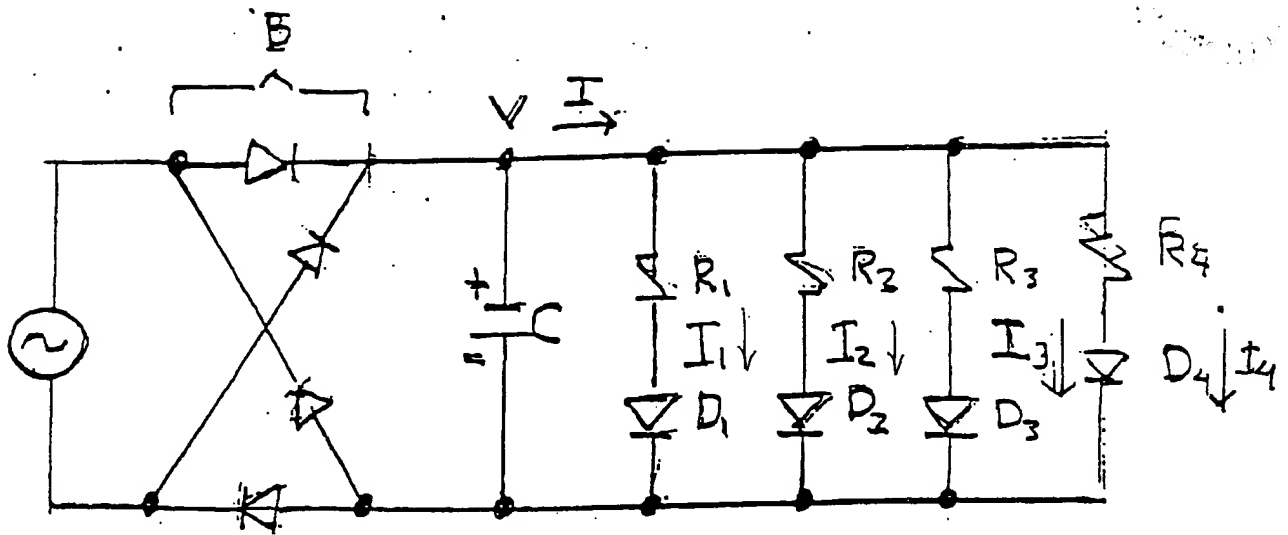 B
V I
+ C
-
R₁ R₂ R₃ R₄
I₁ I₂ I₃ I₄
D₁ D₂ D₃ D₄